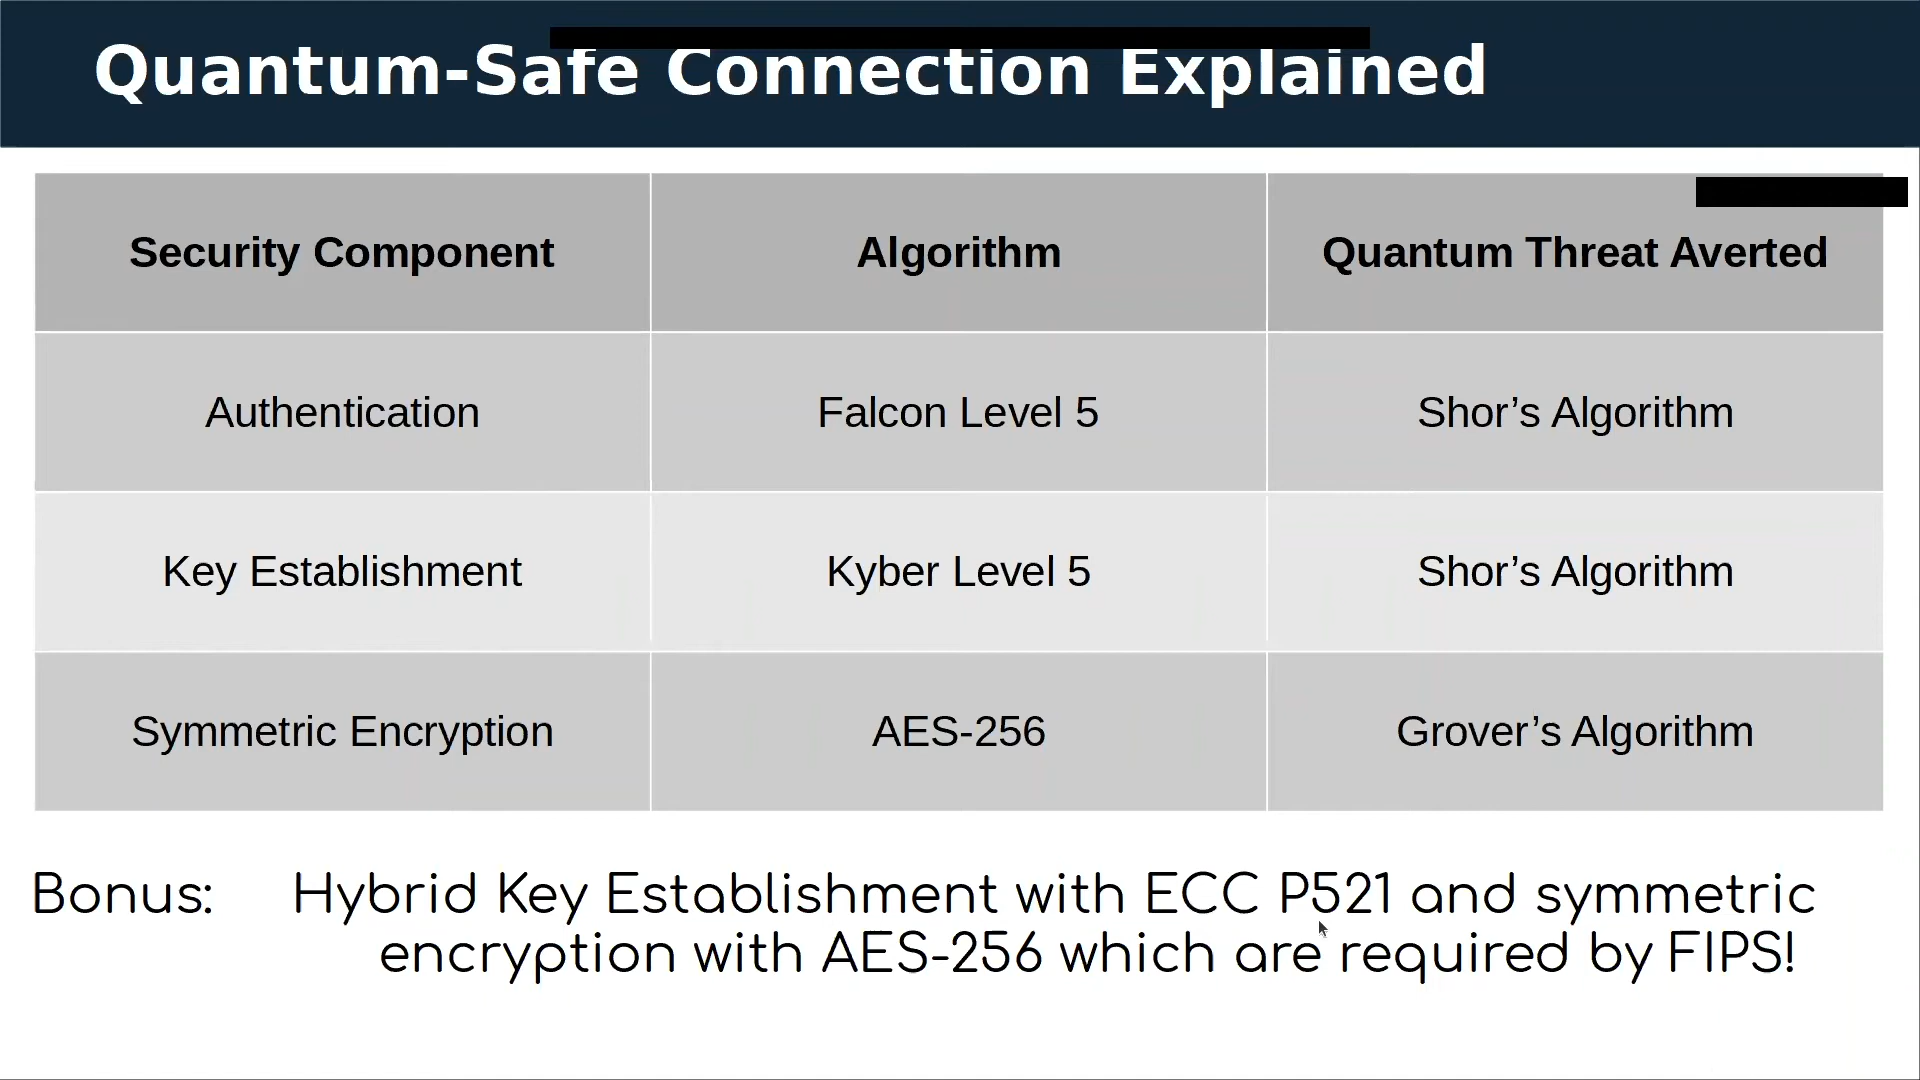 Quantum-Safe Connection Explained
Security Component
Algorithm
Quantum Threat Averted
Authentication
Falcon Level 5
Shor’s Algorithm
Key Establishment
Kyber Level 5
Shor’s Algorithm
Symmetric Encryption
AES-256
Grover’s Algorithm
Bonus: Hybrid Key Establishment with ECC P521 and symmetric
encryption with AES-256 which are required by FIPS!